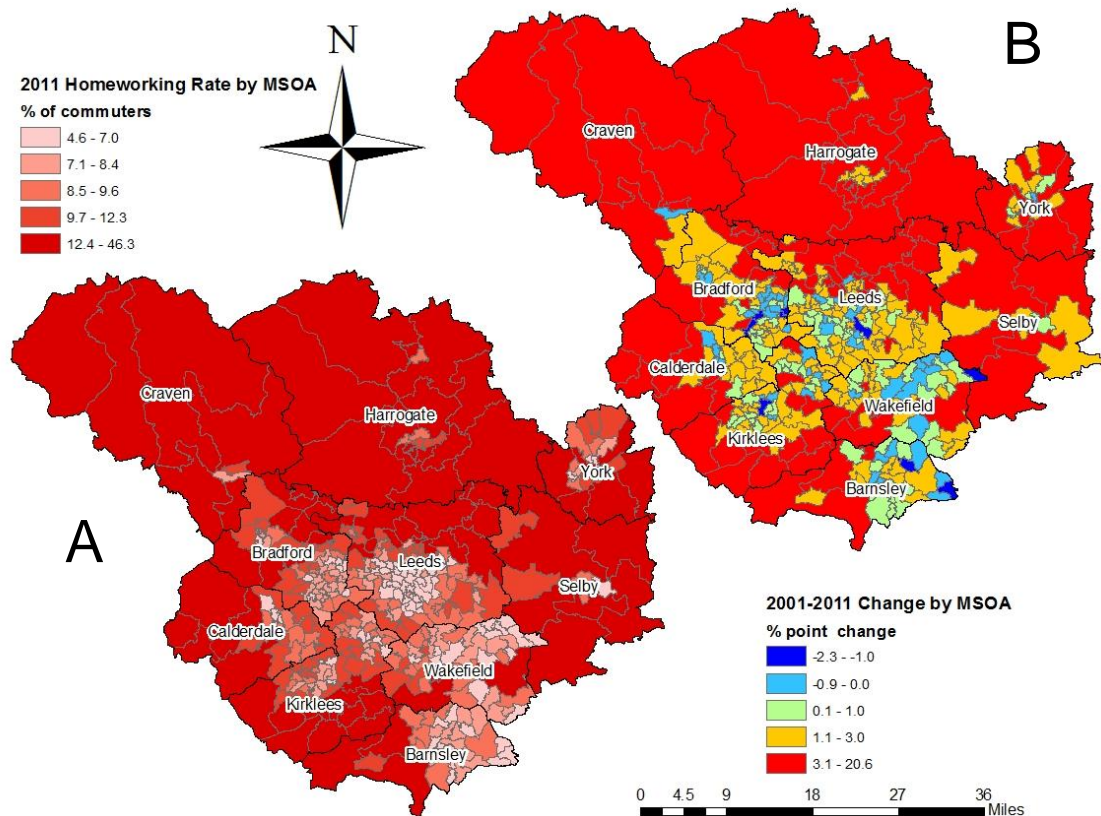 N
B
2011 Homeworking Rate by MSOA
% of commuters
4.6 - 7.0
7.1 - 8.4
8.5 - 9.6
9.7 - 12.3
12.4 - 46.3
Craven
Harrogate
York
Bradford
Leeds
Selby
Calderdale
Wakefield
Kirklees
Barnsley
A
Craven
Harrogate
York
Bradford
Leeds
Selby
Calderdale
Wakefield
Kirklees
Barnsley
2001-2011 Change by MSOA
% point change
-2.3 - -1.0
-0.9 - 0.0
0.1 - 1.0
1.1 - 3.0
3.1 - 20.6
0 4.5 9 18 27 36
Miles